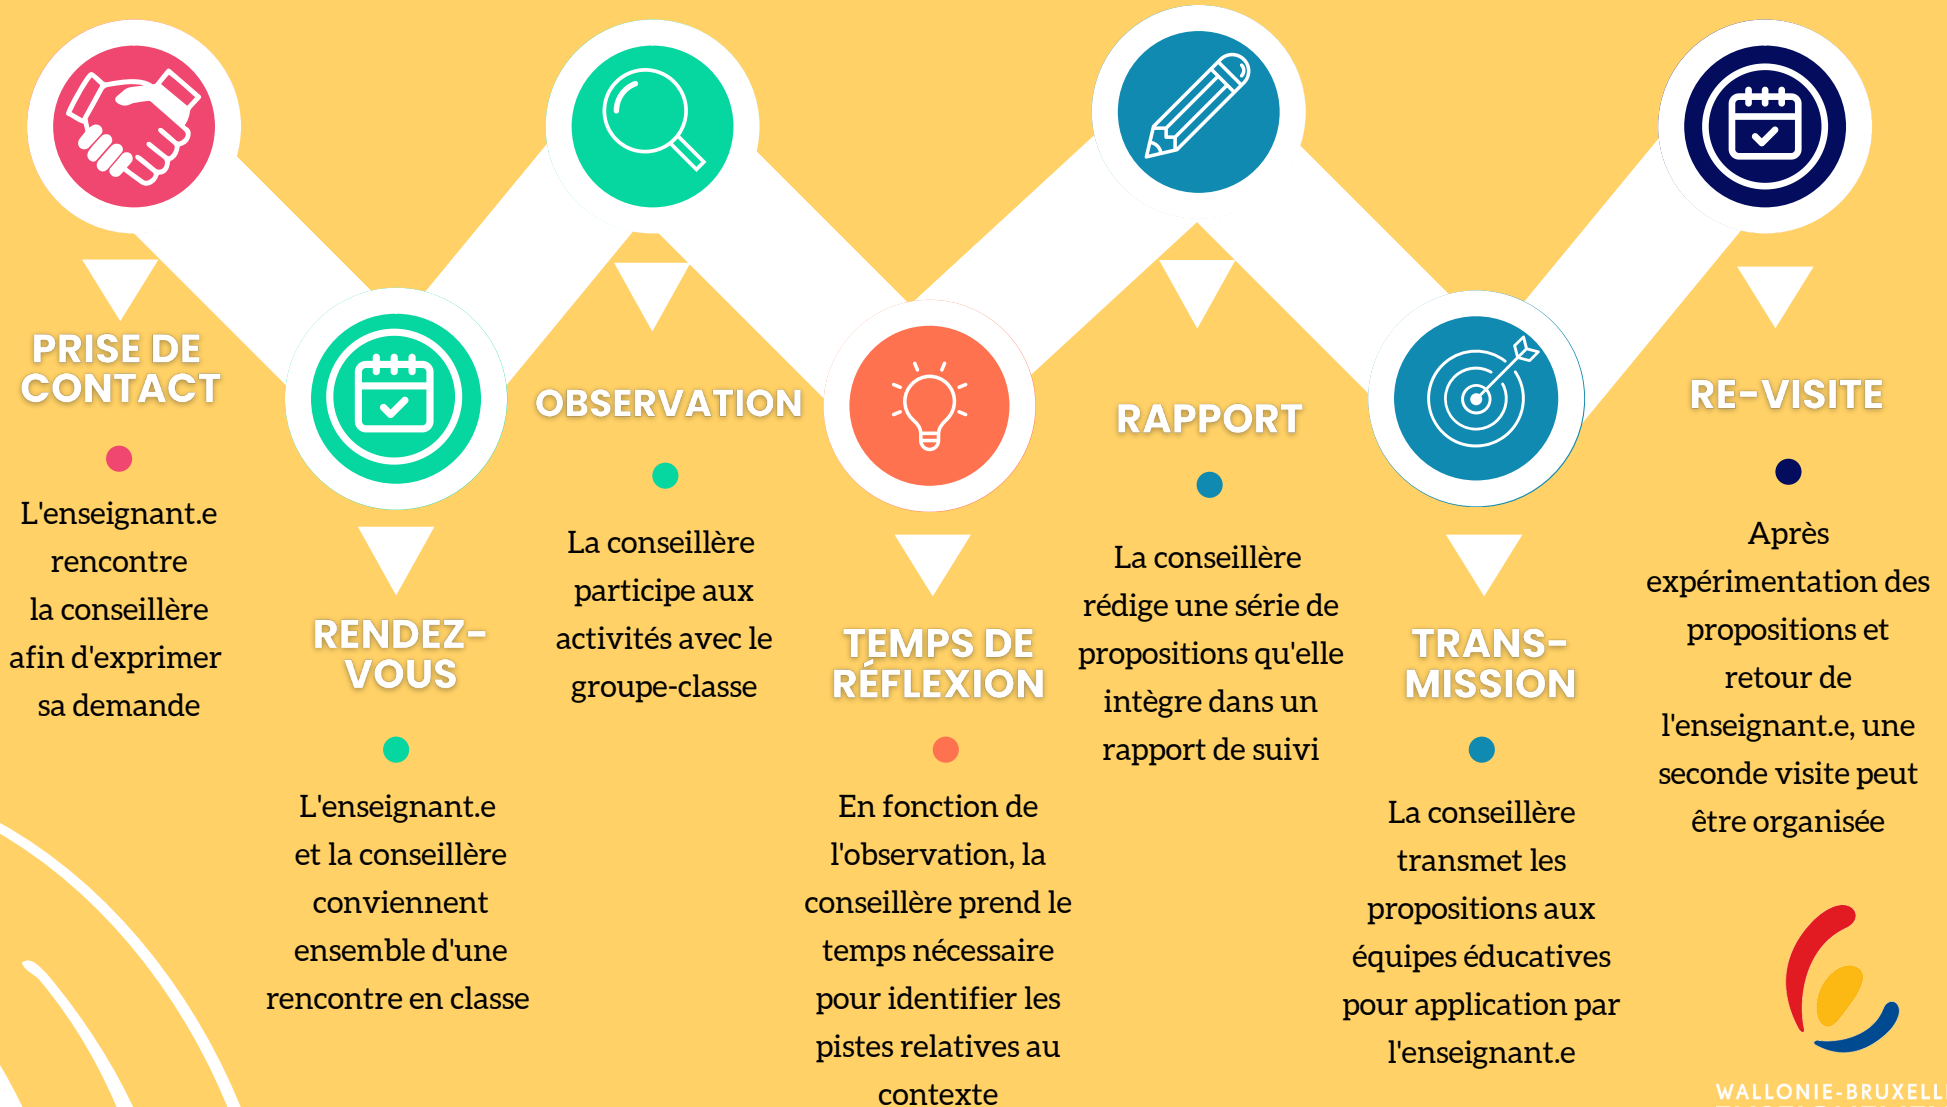 PRISE DE
CONTACT
L'enseignant.e
rencontre
la conseillère
afin d'exprimer
sa demande
RENDEZ-
VOUS
L'enseignant.e
et la conseillère
conviennent
ensemble d'une
rencontre en classe
OBSERVATION
La conseillère
participe aux
activités avec le
groupe-classe
TEMPS DE
RÉFLEXION
En fonction de
l'observation, la
conseillère prend le
temps nécessaire
pour identifier les
pistes relatives au
contexte
RAPPORT
La conseillère
rédige une série de
propositions qu'elle
intègre dans un
rapport de suivi
TRANS-
MISSION
La conseillère
transmet les
propositions aux
équipes éducatives
pour application par
l'enseignant.e
RE-VISITE
Après
expérimentation des
propositions et
retour de
l'enseignant.e, une
seconde visite peut
être organisée
WALLONIE-BRUXELL